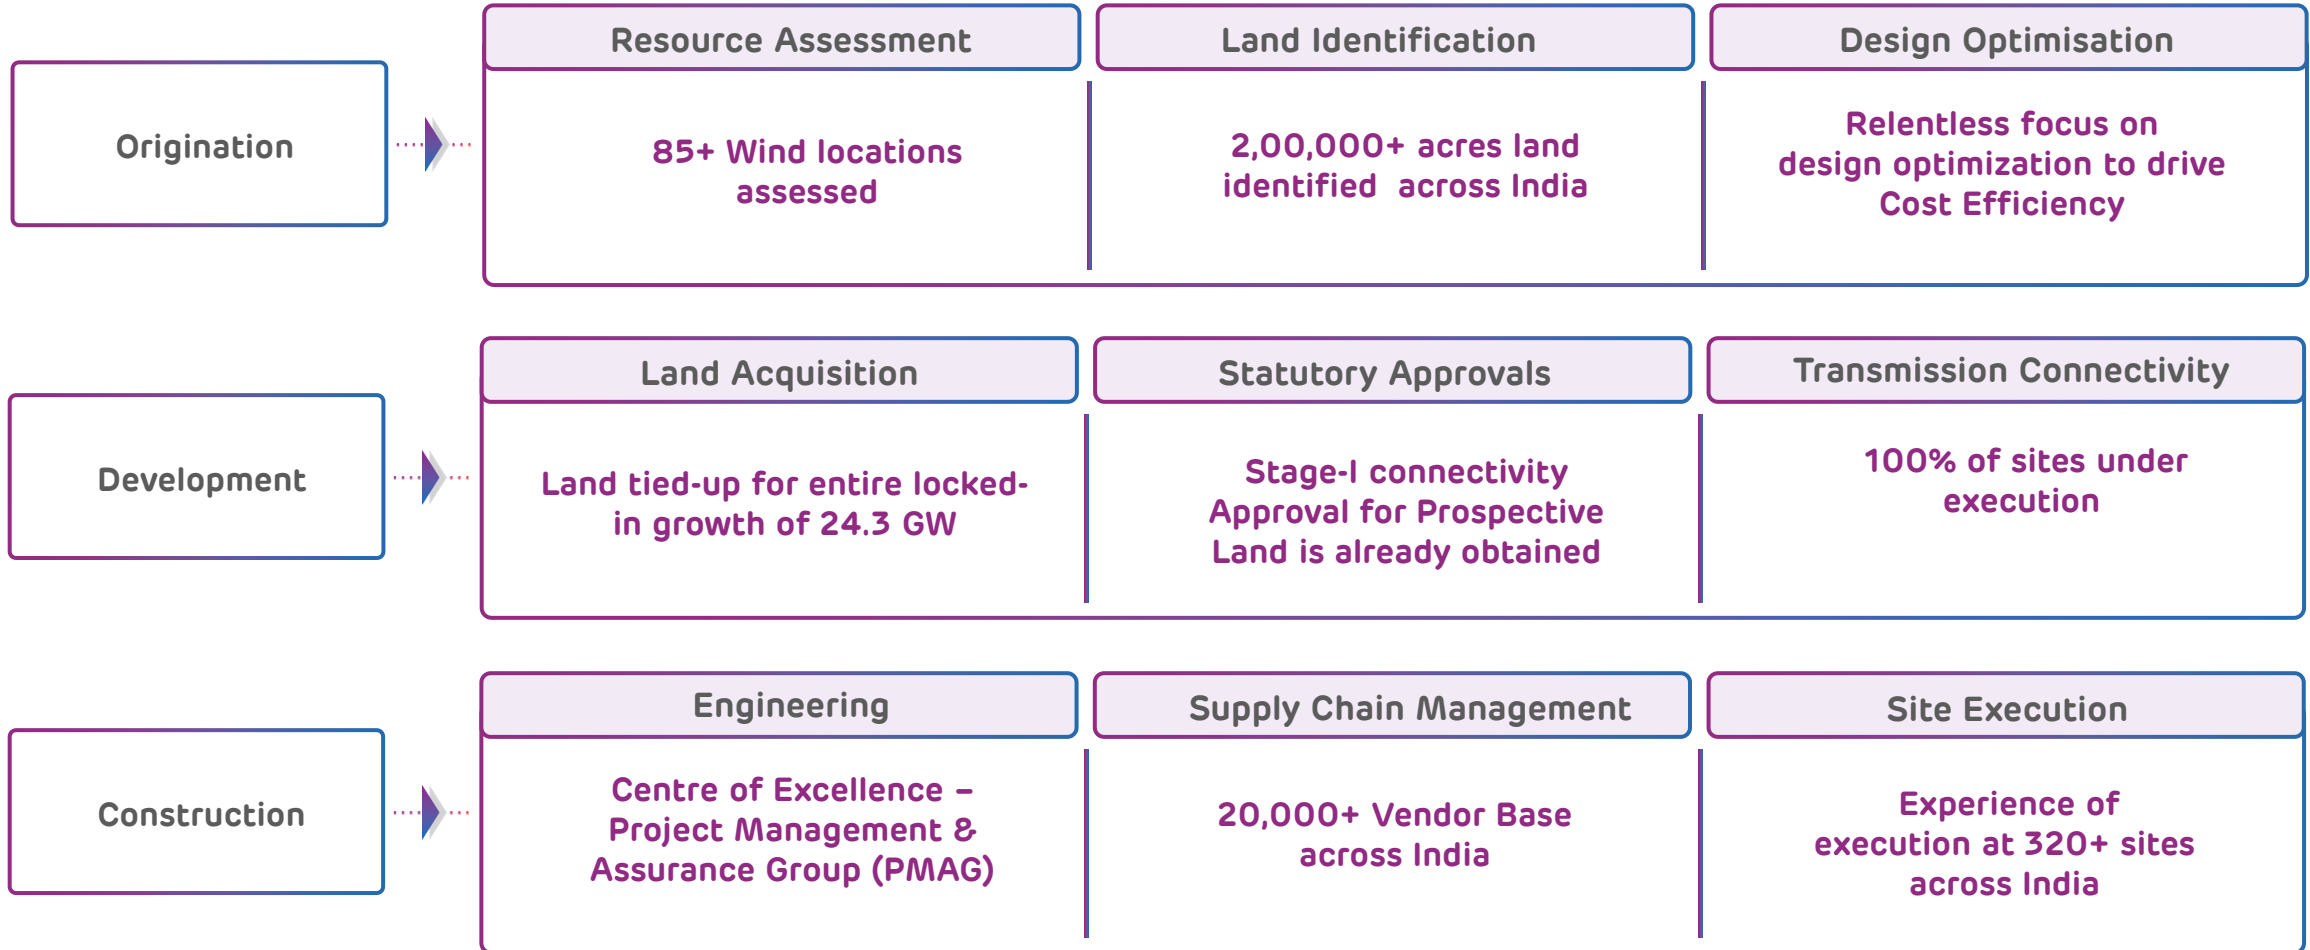 Origination
Resource Assessment
85+ Wind locations
assessed
Land Identification
2,00,000+ acres land
identified across India
Design Optimisation
Relentless focus on
design optimization to drive
Cost Efficiency
Development
Land Acquisition
Land tied-up for entire locked-
in growth of 24.3 GW
Statutory Approvals
Stage-I connectivity
Approval for Prospective
Land is already obtained
Transmission Connectivity
100% of sites under
execution
Construction
Engineering
Centre of Excellence –
Project Management &
Assurance Group (PMAG)
Supply Chain Management
20,000+ Vendor Base
across India
Site Execution
Experience of
execution at 320+ sites
across India